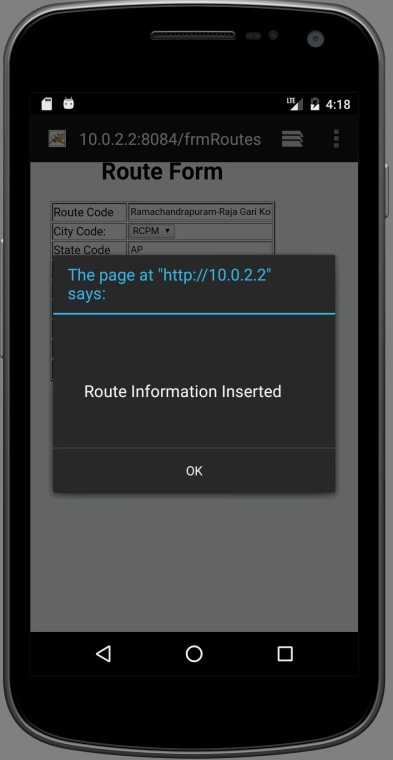 LTE 4:18
10.0.2.2:8084/frmRoutes
Route Form
Route Code Ramachandrapuram-Raja Gari Ko
City Code: RCPM
State Code AP
The page at "http://10.0.2.2"
says:
Route Information Inserted
OK